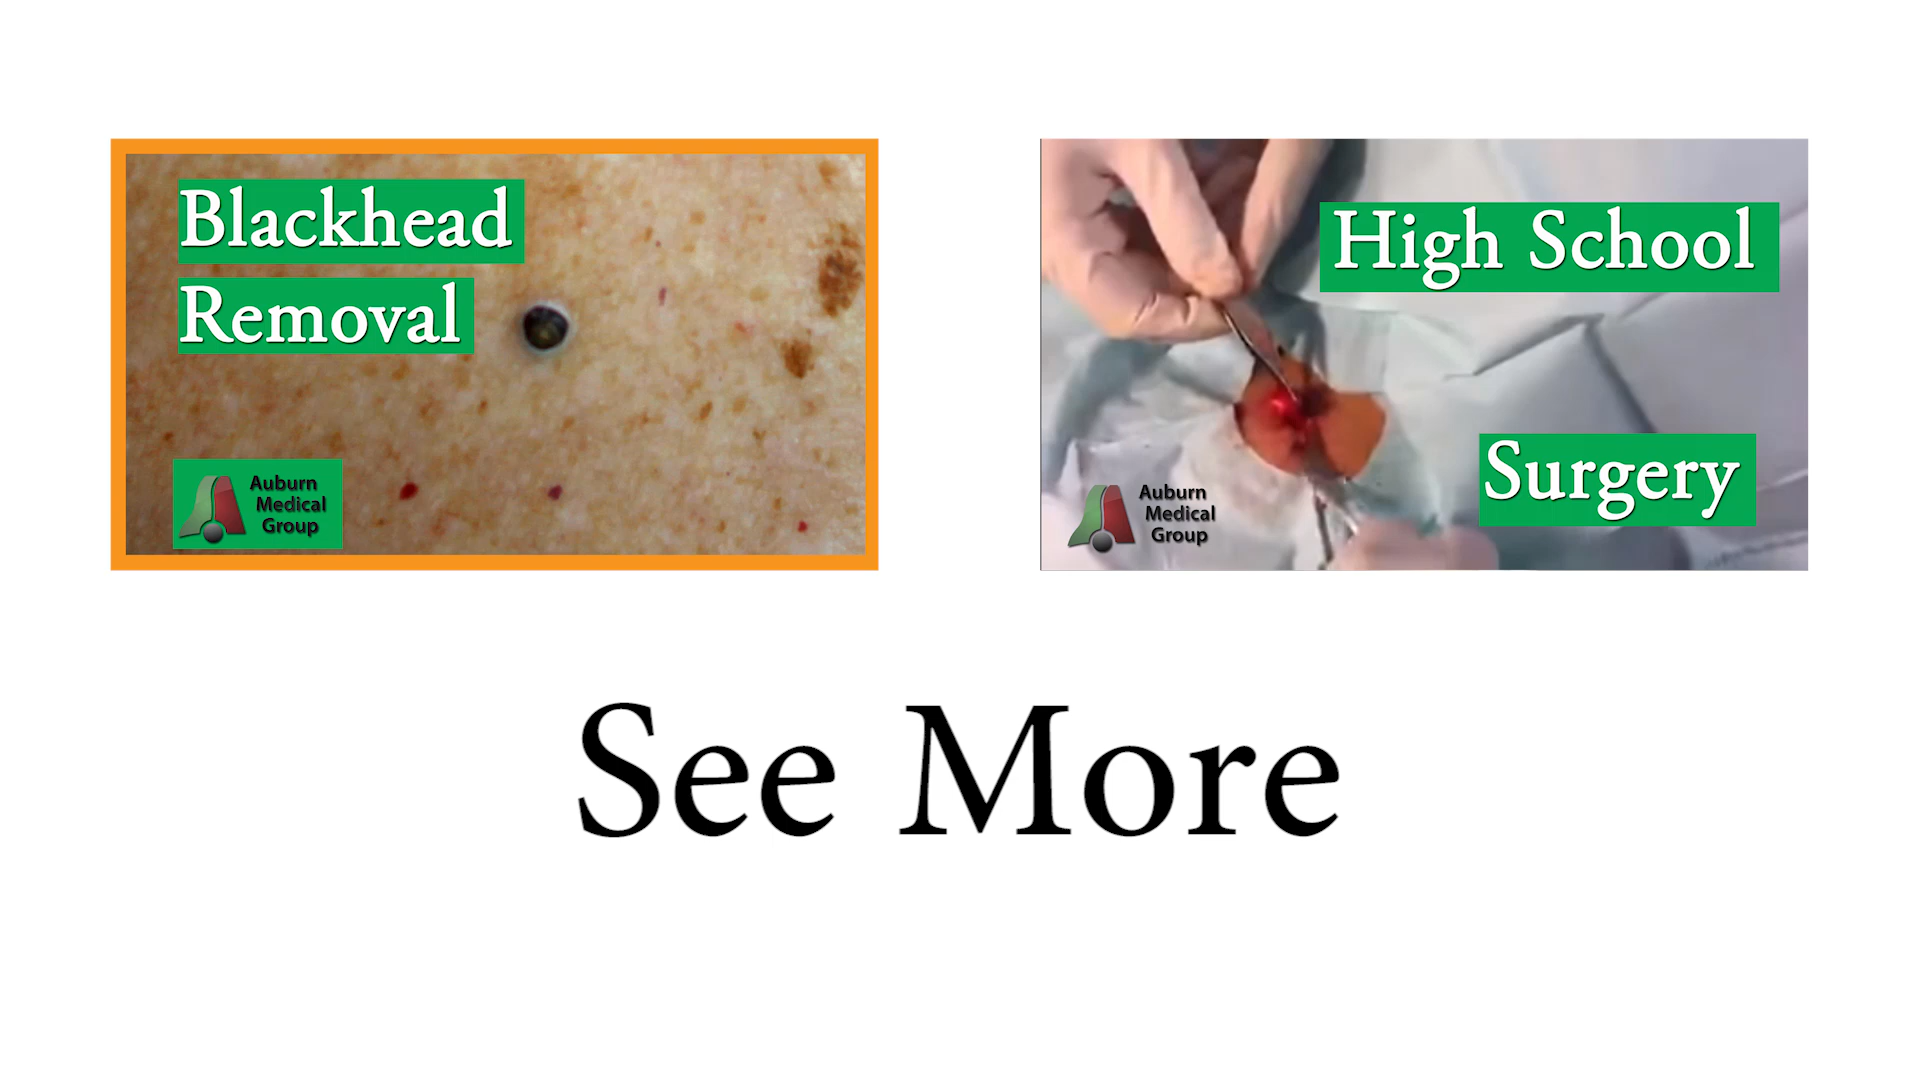 Blackhead
Removal
Auburn
Medical
Group
High School
Surgery
Auburn
Medical
Group
See More